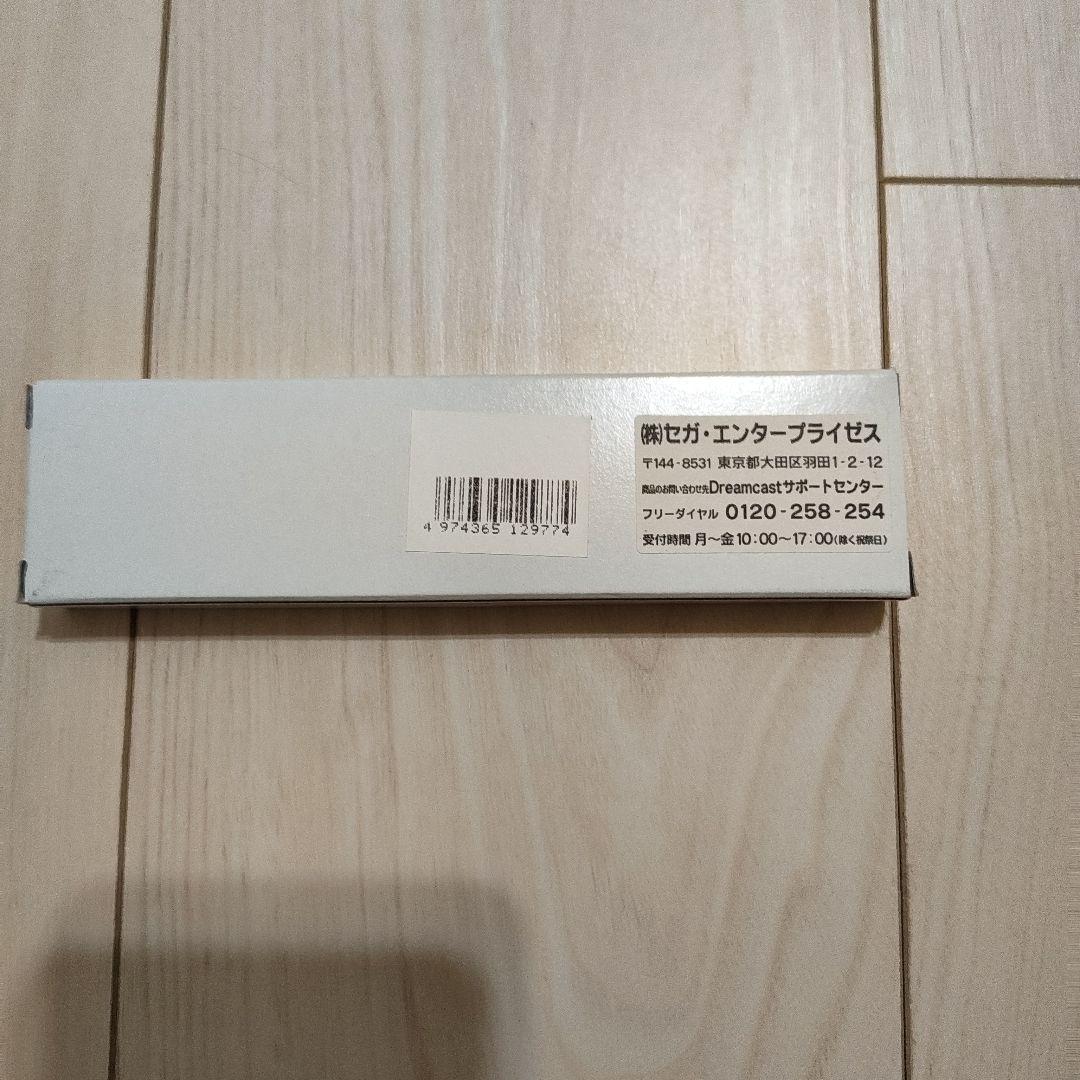 4 974365 129774
㈱セガ・エンタープライゼス
〒144-8531 東京都大田区羽田1-2-12
商品のお問い合わせ先Dreamcastサポートセンター
フリーダイヤル 0120-258-254
受付時間 月〜金10:00〜17:00(除く祝祭日)